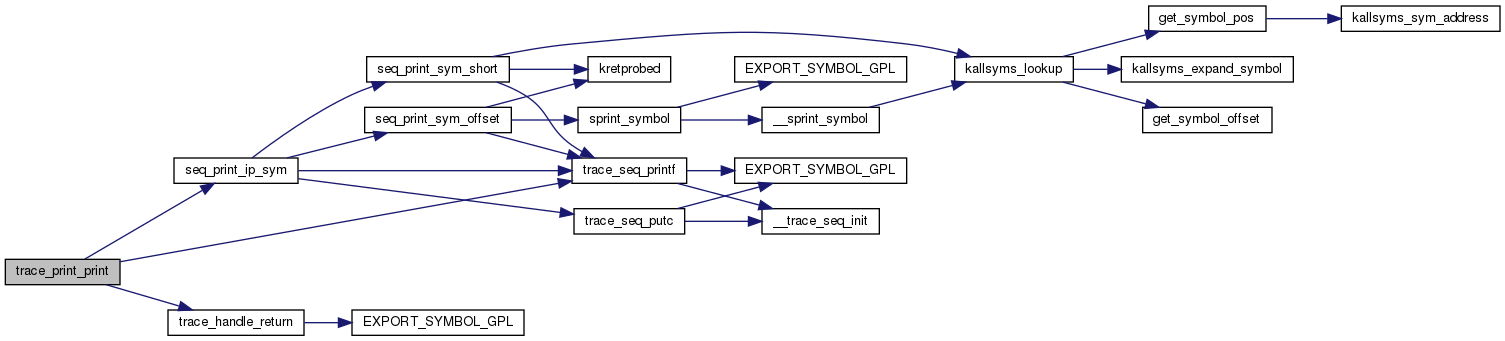 get_symbol_pos
kallsyms_sym_address
seq_print_sym_short
kretprobed
EXPORT_SYMBOL_GPL
kallsyms_lookup
kallsyms_expand_symbol
seq_print_sym_offset
sprint_symbol
__sprint_symbol
get_symbol_offset
seq_print_ip_sym
trace_seq_printf
EXPORT_SYMBOL_GPL
trace_seq_putc
__trace_seq_init
trace_print_print
trace_handle_return
EXPORT_SYMBOL_GPL